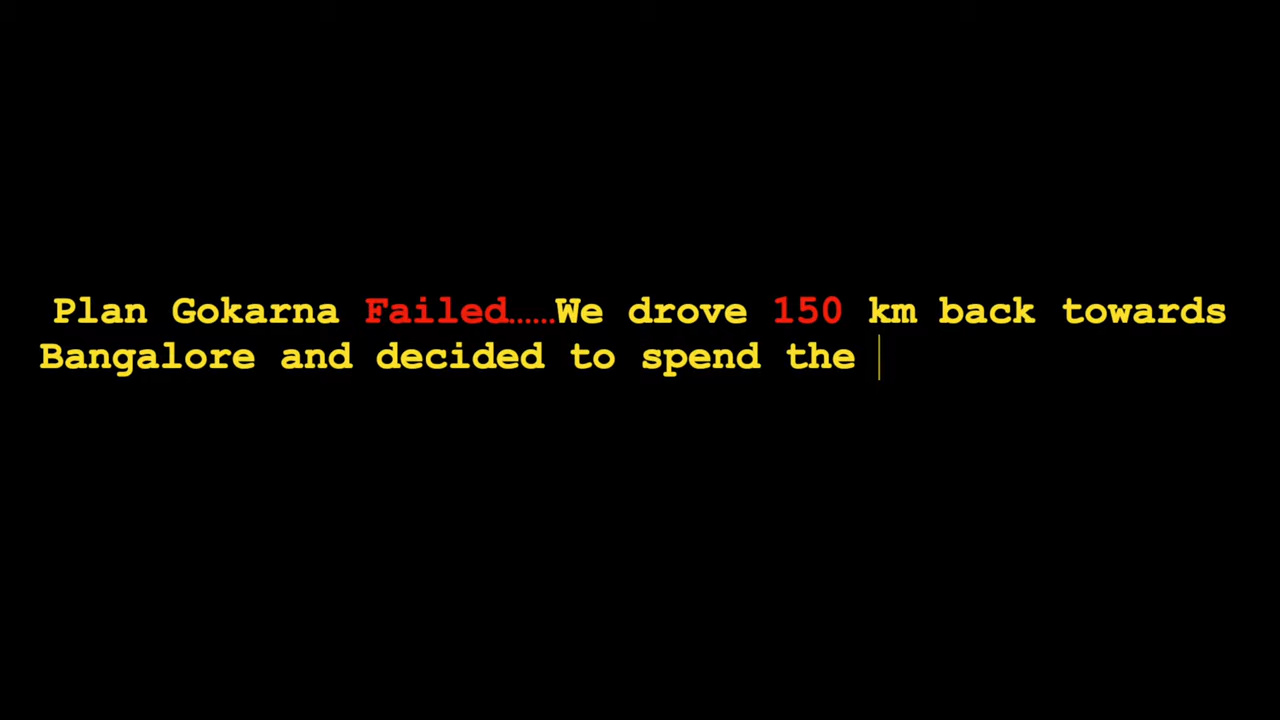 Plan Gokarna Failed……We drove 150 km back towards
Bangalore and decided to spend the